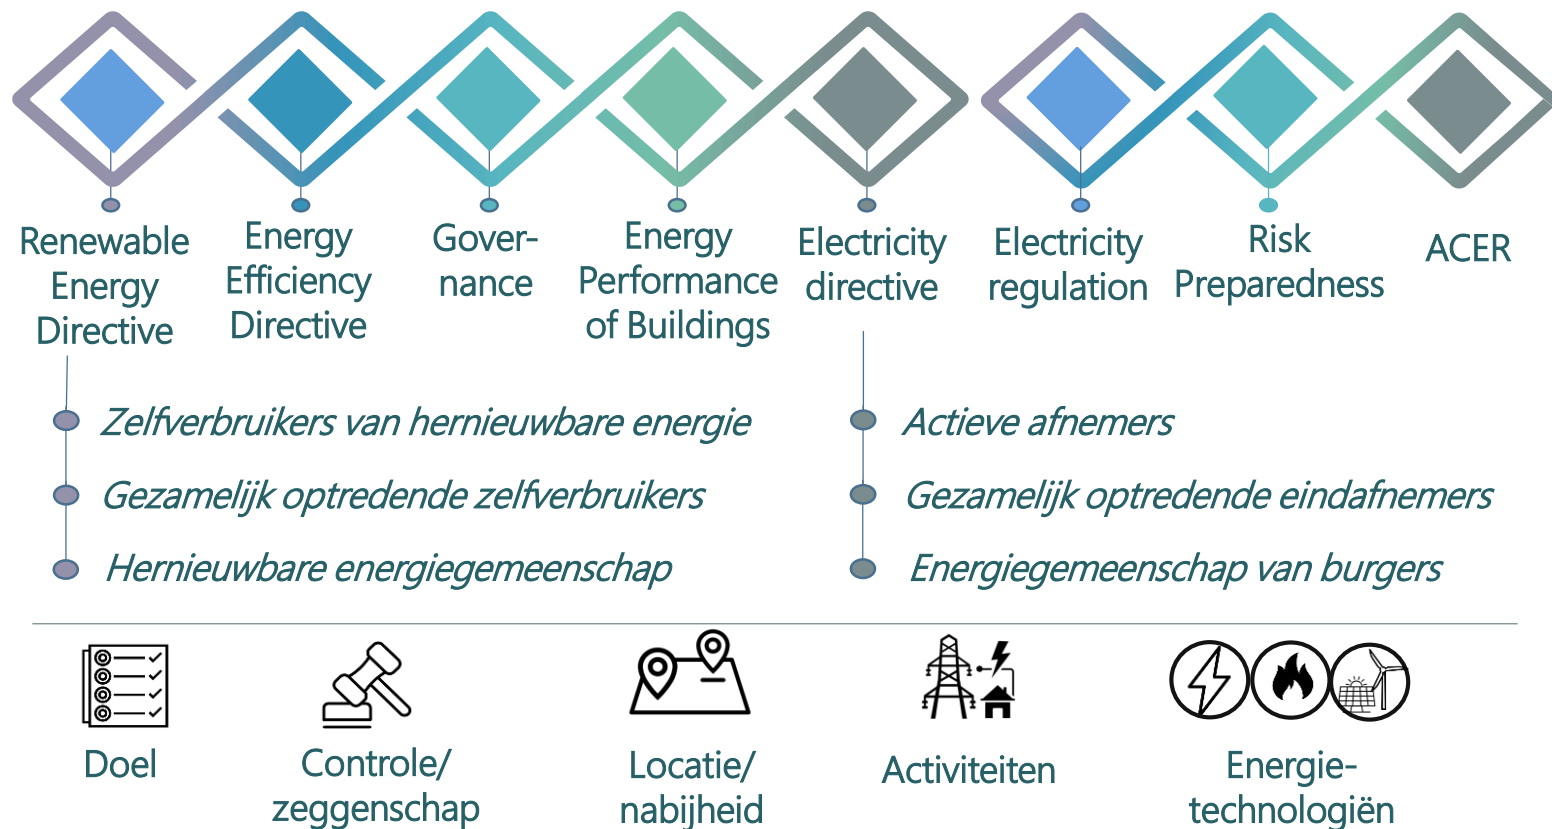 Renewable
Energy
Directive
Energy
Efficiency
Directive
Gover-
nance
Energy
Performance
of Buildings
Electricity
directive
Electricity
regulation
Risk
Preparedness
ACER
Zelfverbruikers van hernieuwbare energie
Gezamelijk optredende zelfverbruikers
Hernieuwbare energiegemeenschap
Actieve afnemers
Gezamelijk optredende eindafnemers
Energiegemeenschap van burgers
Doel
Controle/
zeggenschap
Locatie/
nabijheid
Activiteiten
Energie-
technologiën